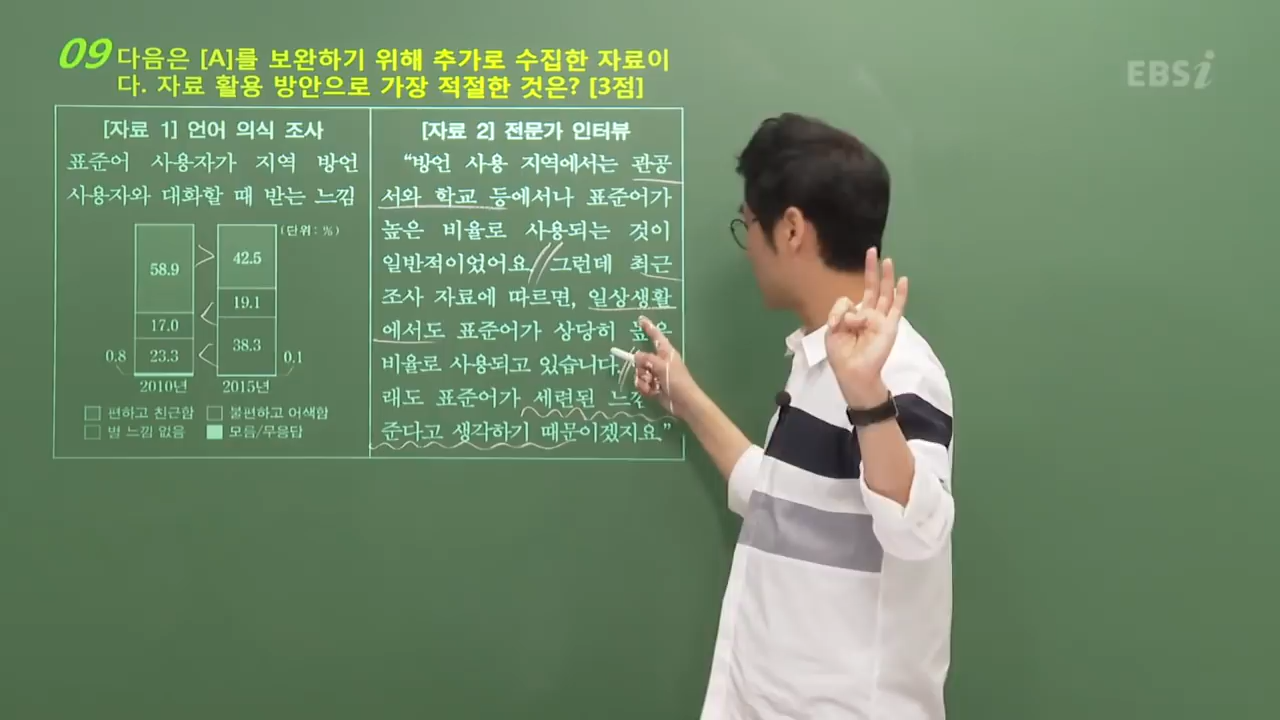 09 다음은 [A]를 보완하기 위해 추가로 수집한 자료이
다. 자료 활용 방안으로 가장 적절한 것은? [3점]
EBSi
[자료 1] 언어 의식 조사
표준어 사용자가 지역 방언
사용자와 대화할 때 받는 느낌
(단위: %)
58.9 42.5
17.0 19.1
0.8 23.3 38.3 0.1
2010년 2015년
편하고 친근함 불편하고 어색함
별 느낌 없음 모름/무응답
[자료 2] 전문가 인터뷰
“방언 사용 지역에서는 관공
서와 학교 등에서나 표준어가
높은 비율로 사용되는 것이
일반적이었어요. 그런데 최근
조사 자료에 따르면, 일상생활
에서도 표준어가 상당히
비율로 사용되고 있습니다.
래도 표준어가 세련된
준다고 생각하기 때문이겠지요.”